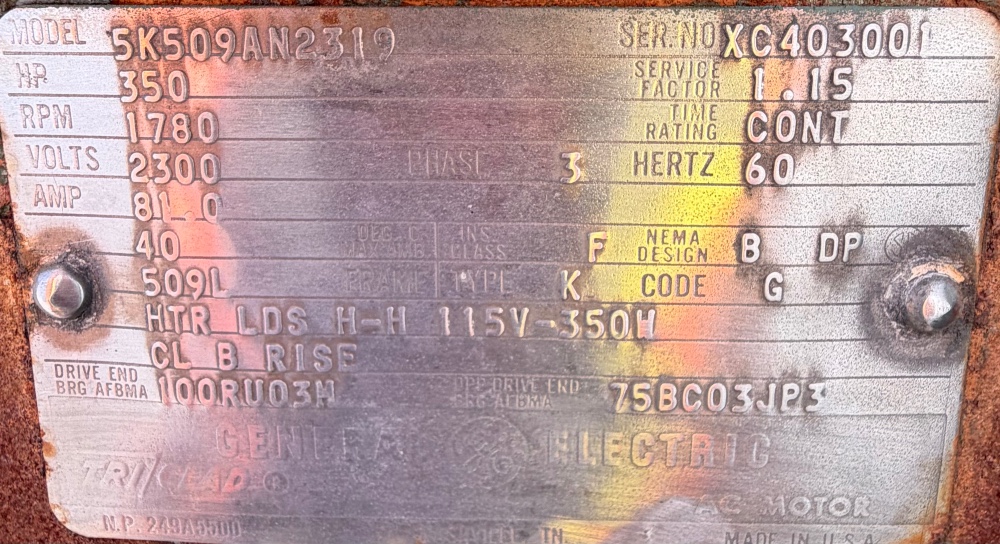 MODEL 5K509AN2319 SER.NO XC403001
HP 350 SERVICE FACTOR 1.15
RPM 1780 TIME RATING CONT
VOLTS 2300 PHASE 3 HERTZ 60
AMP 81.0
40 DEG.C INS. CLASS F NEMA DESIGN B DP
509L FRAME TYPE K CODE G
HTR LDS H-H 115V-350W
CL B RISE
DRIVE END BRG AFBMA 100RU03M OPP.DRIVE END BRG AFBMA 75BC03JP3
GENERAL GE ELECTRIC
TRI/CLAD ®
AC MOTOR
N.P. MADE IN U.S.A.